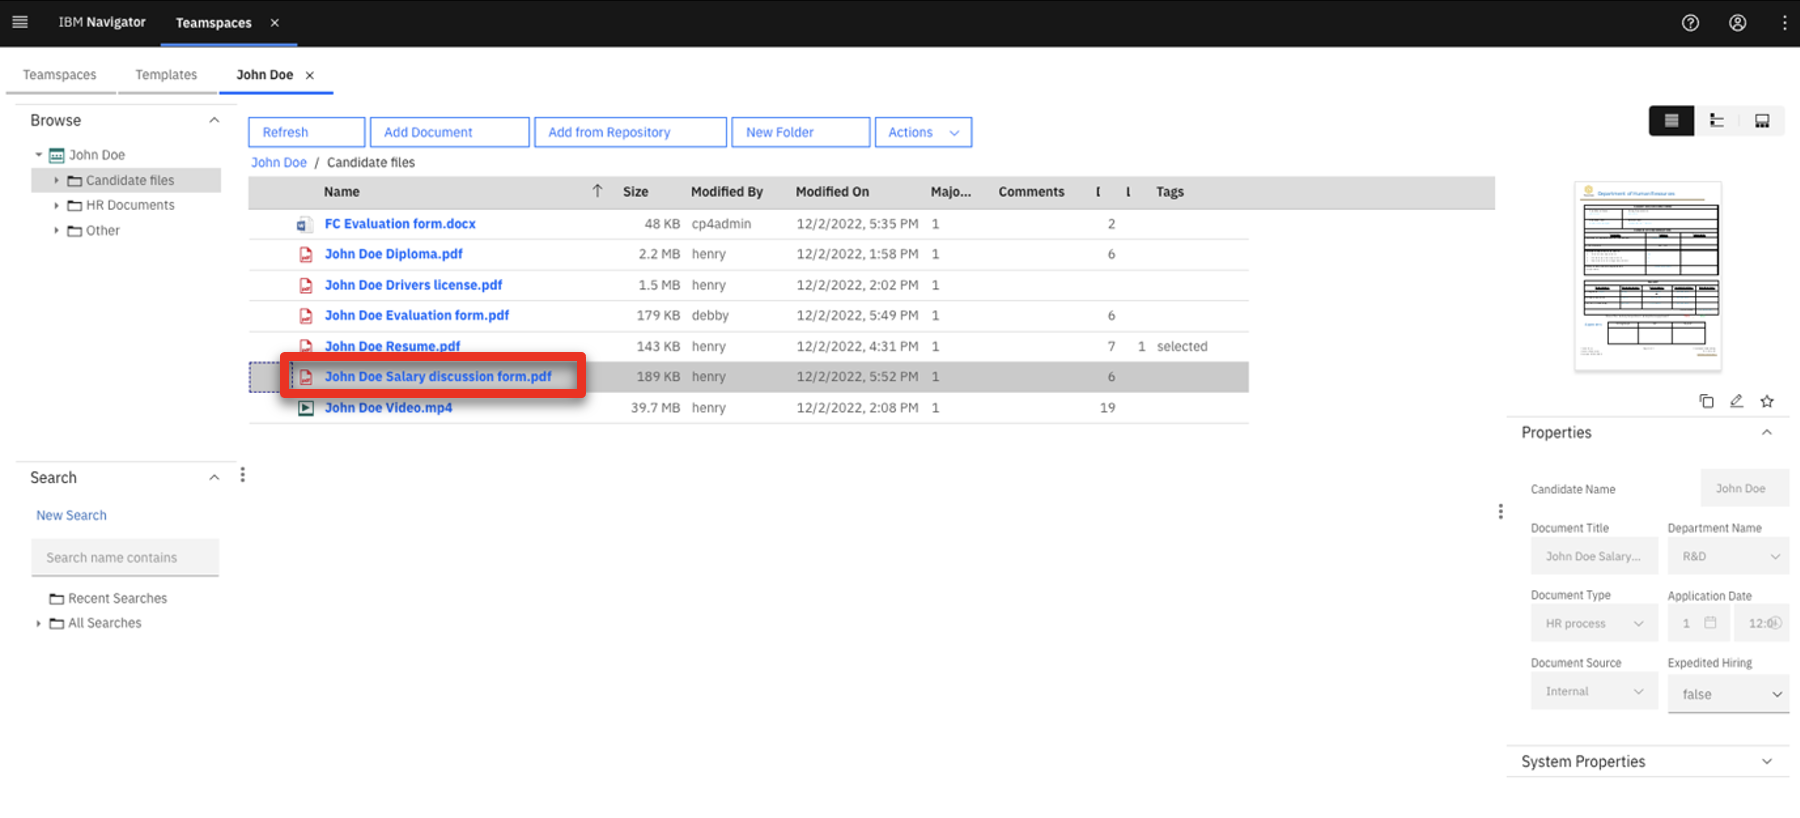 IBM Navigator
Teamspaces
Teamspaces
Templates
John Doe
Browse
John Doe
Candidate files
HR Documents
Other
Search
New Search
Search name contains
Recent Searches
All Searches
Refresh
Add Document
Add from Repository
New Folder
Actions
John Doe / Candidate files
Name Size Modified By Modified On Majo... Comments Tags
FC Evaluation form.docx 48 KB cp4admin 12/2/2022, 5:35 PM 1 2
John Doe Diploma.pdf 2.2 MB henry 12/2/2022, 1:58 PM 1 6
John Doe Drivers license.pdf 1.5 MB henry 12/2/2022, 2:02 PM 1
John Doe Evaluation form.pdf 179 KB debby 12/2/2022, 5:49 PM 1 6
John Doe Resume.pdf 143 KB henry 12/2/2022, 4:31 PM 1 7 1 selected
John Doe Salary discussion form.pdf 189 KB henry 12/2/2022, 5:52 PM 1 6
John Doe Video.mp4 39.7 MB henry 12/2/2022, 2:08 PM 1 19
Department of Human Resources
Properties
Candidate Name John Doe
Document Title Department Name
John Doe Salary... R&D
Document Type Application Date
HR process 1 12:0
Document Source Expedited Hiring
Internal false
System Properties